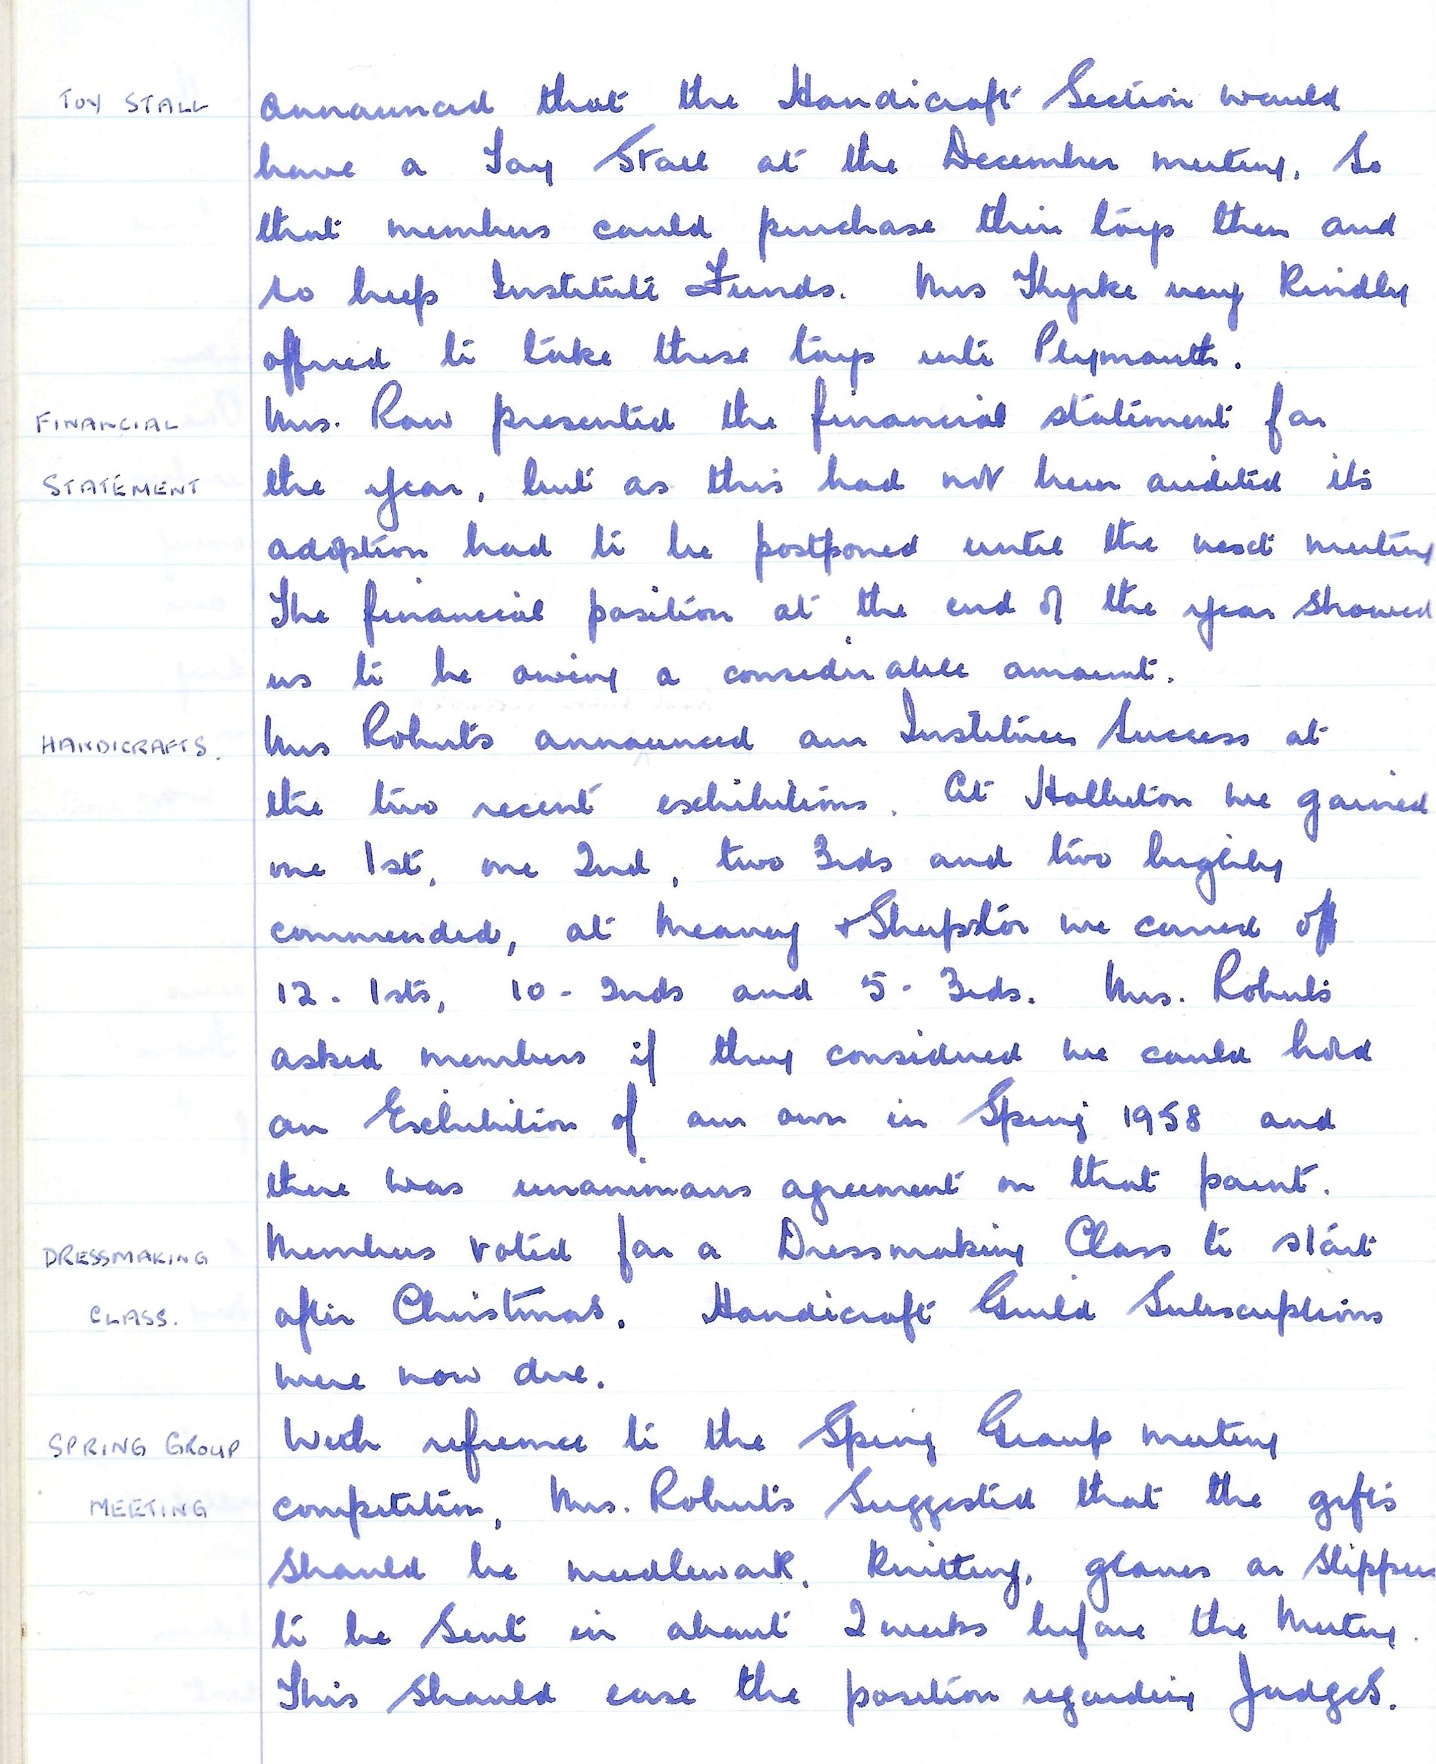 TOY STALL announced that the Handicraft Section would
have a Toy Stall at the December meeting, so
that members could purchase their toys then and
so keep Institute Funds. Mrs very kindly
offered to take these toys into Plymouth.
FINANCIAL Mrs. Row presented the financial statement for
STATEMENT the year, but as this had not been audited its
adoption had to be postponed until the next meeting
The financial position at the end of the year showed
us to be owing a considerable amount.
HANDICRAFTS. Mrs Roberts announced our Institutes Success at
the two recent exhibitions. At Holbeton we gained
one 1st, one 2nd, two 3rds and two highly
commended, at Meavy + Sheepstor we carried off
12 - 1sts, 10 - 2nds and 5 - 3rds. Mrs. Roberts
asked members if they considered we could hold
an Exhibition of our own in Spring 1958 and
there was unanimous agreement on that point.
DRESSMAKING Members voted for a Dressmaking Class to start
CLASS. after Christmas. Handicraft Guild Subscriptions
were now due.
SPRING GROUP With reference to the Spring Group meeting
MEETING competition, Mrs. Roberts suggested that the gifts
should be needlework, knitting, gloves or slippers
to be sent in about 2 weeks before the Meeting.
This should ease the position regarding Judges.